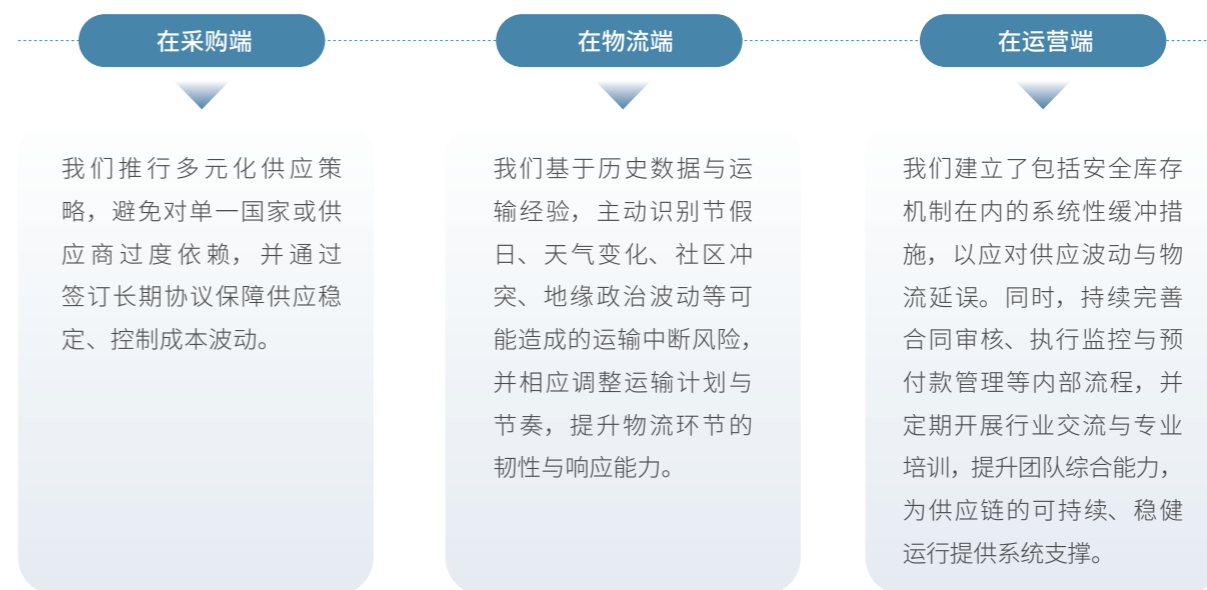 在采购端
我们推行多元化供应策
略，避免对单一国家或供
应商过度依赖，并通过
签订长期协议保障供应稳
定、控制成本波动。
在物流端
我们基于历史数据与运
输经验，主动识别节假
日、天气变化、社区冲
突、地缘政治波动等可
能造成的运输中断风险，
并相应调整运输计划与
节奏，提升物流环节的
韧性与响应能力。
在运营端
我们建立了包括安全库存
机制在内的系统性缓冲措
施，以应对供应波动与物
流延误。同时，持续完善
合同审核、执行监控与预
付款管理等内部流程，并
定期开展行业交流与专业
培训，提升团队综合能力，
为供应链的可持续、稳健
运行提供系统支撑。